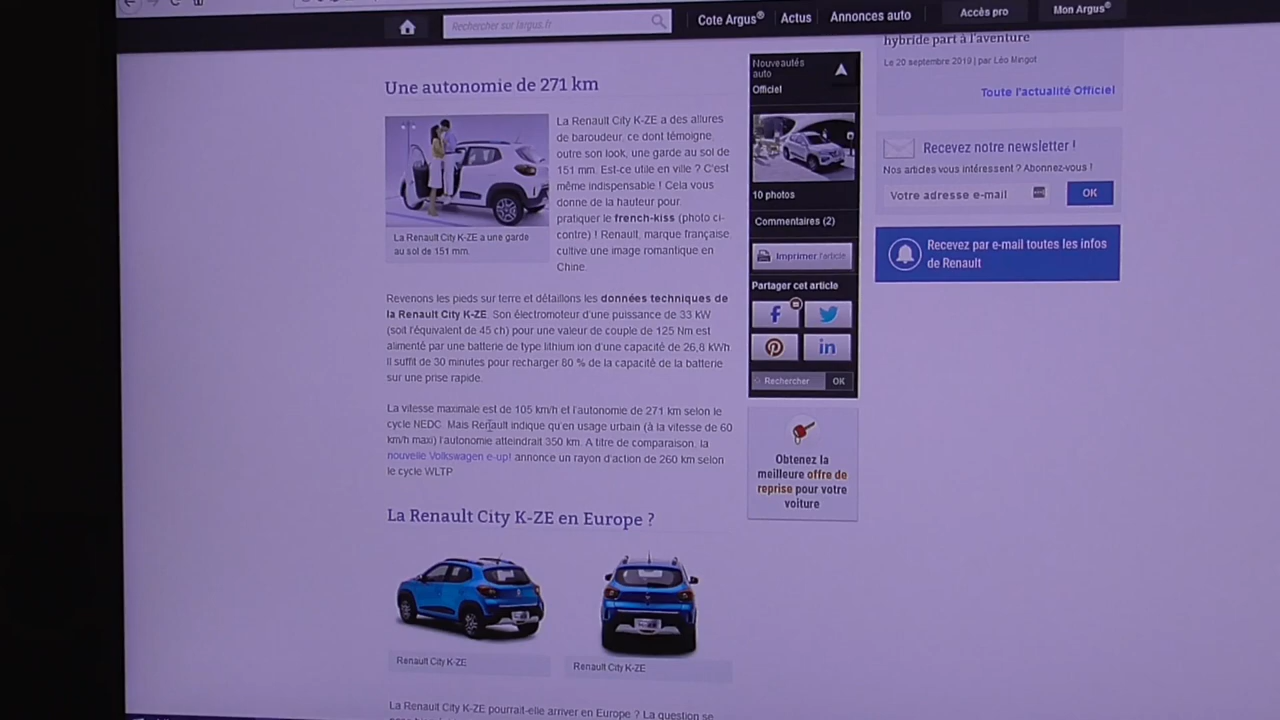 Rechercher sur largus.fr
Cote Argus®
Actus
Annonces auto
Accès pro
Mon Argus®
Une autonomie de 271 km
La Renault City K-ZE a une garde
au sol de 151 mm.
La Renault City K-ZE a des allures
de baroudeur, ce dont témoigne,
outre son look, une garde au sol de
151 mm. Est-ce utile en ville ? C'est
même indispensable ! Cela vous
donne de la hauteur pour
pratiquer le french-kiss (photo ci-
contre) ! Renault, marque française
cultive une image romantique en
Chine.
Revenons les pieds sur terre et détaillons les données techniques de
la Renault City K-ZE. Son électromoteur d'une puissance de 33 kW
(soit l'équivalent de 45 ch) pour une valeur de couple de 125 Nm est
alimenté par une batterie de type lithium ion d'une capacité de 26,8 kWh.
Il suffit de 30 minutes pour recharger 80 % de la capacité de la batterie
sur une prise rapide.
La vitesse maximale est de 105 km/h et l'autonomie de 271 km selon le
cycle NEDC. Mais Renault indique qu'en usage urbain (à la vitesse de 60
km/h maxi) l'autonomie atteindrait 350 km. A titre de comparaison, la
nouvelle Volkswagen e-up! annonce un rayon d'action de 260 km selon
le cycle WLTP.
La Renault City K-ZE en Europe ?
Renault City K-ZE
Renault City K-ZE
La Renault City K-ZE pourrait-elle arriver en Europe ? La question se
Nouveautés
auto
Officiel
10 photos
Commentaires (2)
Imprimer l'article
Partager cet article
Rechercher
OK
Obtenez la
meilleure offre de
reprise pour votre
voiture
hybride part à l'aventure
Le 20 septembre 2019 | par Léo Mingot
Toute l'actualité Officiel
Recevez notre newsletter !
Nos articles vous intéressent ? Abonnez-vous !
Votre adresse e-mail
OK
Recevez par e-mail toutes les infos
de Renault